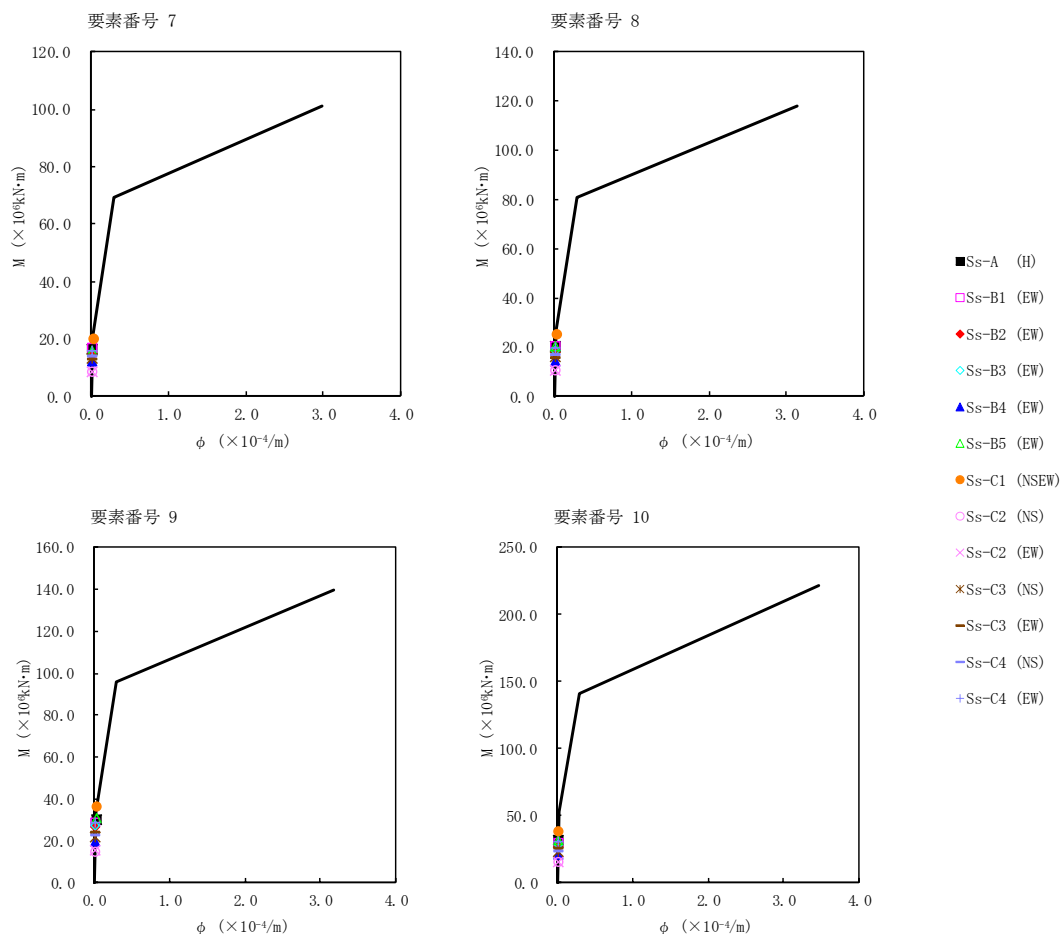 要素番号 7
120.0
100.0
80.0
60.0
40.0
20.0
0.0
M (×10⁶kN・m)
0.0 1.0 2.0 3.0 4.0
φ (×10⁻⁴/m)
要素番号 8
140.0
120.0
100.0
80.0
60.0
40.0
20.0
0.0
M (×10⁶kN・m)
0.0 1.0 2.0 3.0 4.0
φ (×10⁻⁴/m)
要素番号 9
160.0
140.0
120.0
100.0
80.0
60.0
40.0
20.0
0.0
M (×10⁶kN・m)
0.0 1.0 2.0 3.0 4.0
φ (×10⁻⁴/m)
要素番号 10
250.0
200.0
150.0
100.0
50.0
0.0
M (×10⁶kN・m)
0.0 1.0 2.0 3.0 4.0
φ (×10⁻⁴/m)
Ss-A (H)
Ss-B1 (EW)
Ss-B2 (EW)
Ss-B3 (EW)
Ss-B4 (EW)
Ss-B5 (EW)
Ss-C1 (NSEW)
Ss-C2 (NS)
Ss-C2 (EW)
Ss-C3 (NS)
Ss-C3 (EW)
Ss-C4 (NS)
Ss-C4 (EW)